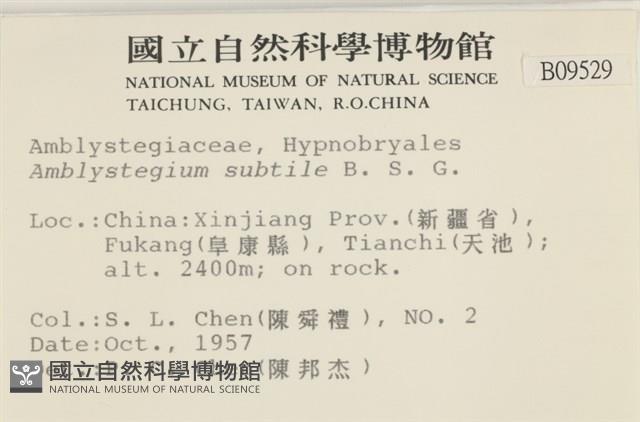 國立自然科學博物館
NATIONAL MUSEUM OF NATURAL SCIENCE
TAICHUNG, TAIWAN, R.O.CHINA
B09529
Amblystegiaceae, Hypnobryales
Amblystegium subtile B. S. G.
Loc.:China:Xinjiang Prov.(新疆省),
Fukang(阜康縣), Tianchi(天池);
alt. 2400m; on rock.
Col.:S. L. Chen(陳舜禮), NO. 2
Date:Oct., 1957
(陳邦杰)
國立自然科學博物館
NATIONAL MUSEUM OF NATURAL SCIENCE